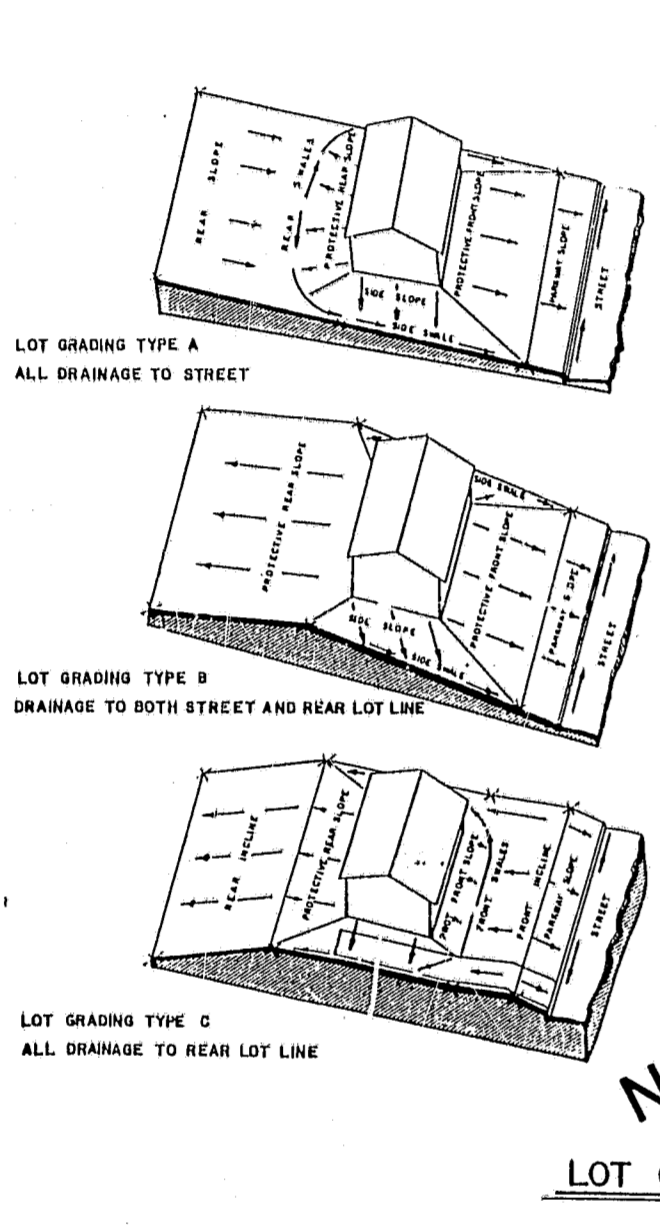 REAR SLOPE
REAR SWALES
PROTECTIVE REAR SLOPE
SIDE SLOPE
SIDE SWALE
PROTECTIVE FRONT SLOPE
PARKWAY SLOPE
STREET
LOT GRADING TYPE A
ALL DRAINAGE TO STREET
PROTECTIVE REAR SLOPE
SIDE SWALE
SIDE SLOPE
SIDE SWALE
PROTECTIVE FRONT SLOPE
PARKWAY SLOPE
STREET
LOT GRADING TYPE B
DRAINAGE TO BOTH STREET AND REAR LOT LINE
REAR INCLINE
PROTECTIVE REAR SLOPE
PROT FRONT SLOPE
FRONT SWALES
FRONT INCLINE
PARKWAY SLOPE
STREET
LOT GRADING TYPE C
ALL DRAINAGE TO REAR LOT LINE
N
LOT